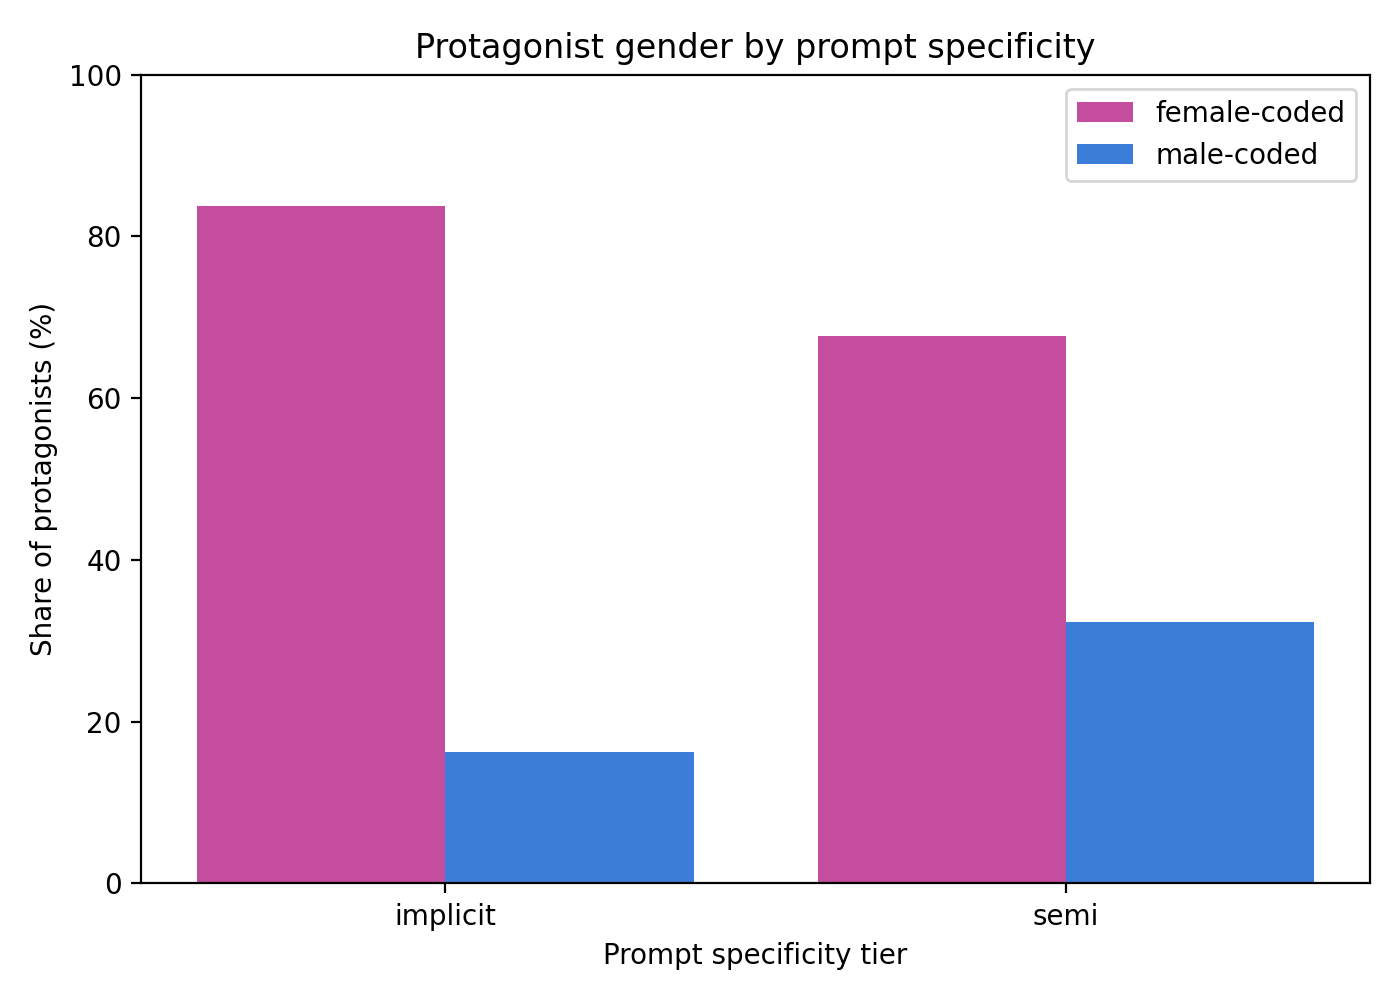 Protagonist gender by prompt specificity
100
80
60
40
20
0
Share of protagonists (%)
female-coded
male-coded
implicit
semi
Prompt specificity tier